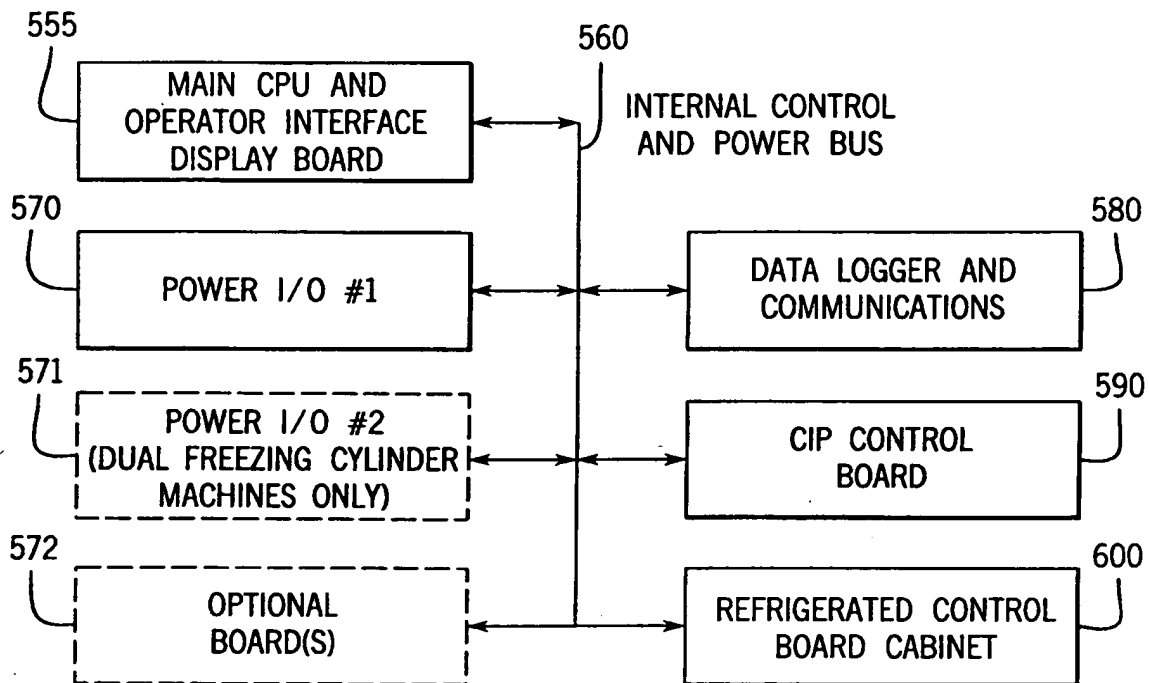 555
MAIN CPU AND
OPERATOR INTERFACE
DISPLAY BOARD
560
INTERNAL CONTROL
AND POWER BUS
570
POWER I/O #1
580
DATA LOGGER AND
COMMUNICATIONS
571
POWER I/O #2
(DUAL FREEZING CYLINDER
MACHINES ONLY)
590
CIP CONTROL
BOARD
572
OPTIONAL
BOARD(S)
600
REFRIGERATED CONTROL
BOARD CABINET